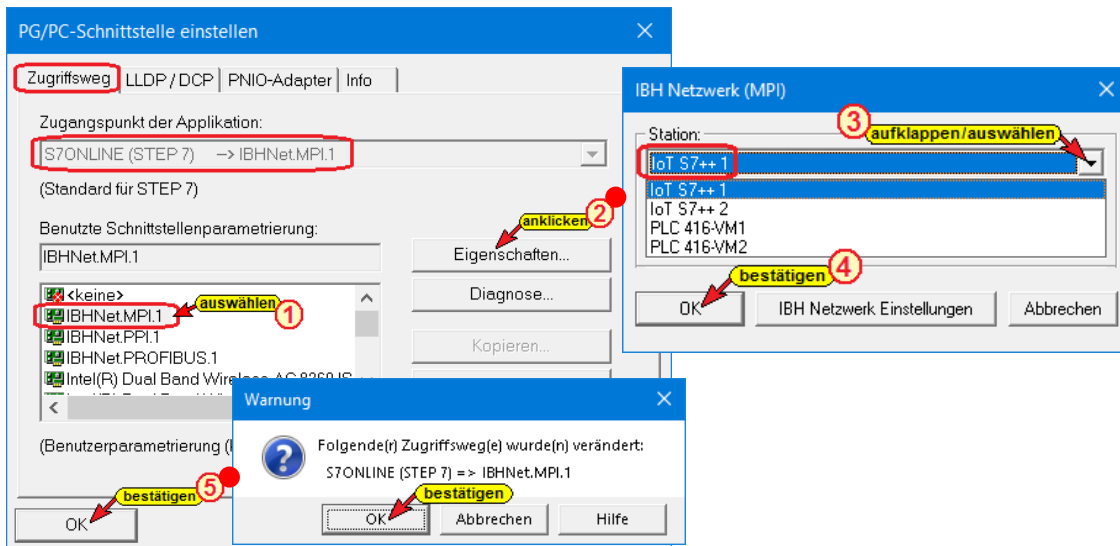 PG/PC-Schnittstelle einstellen
Zugriffsweg LLDP / DCP PNIO-Adapter Info
Zugangspunkt der Applikation:
S7ONLINE (STEP 7) --> IBHNet.MPI.1
(Standard für STEP 7)
Benutzte Schnittstellenparametrierung:
IBHNet.MPI.1
anklicken 2
Eigenschaften...
<keine>
IBHNet.MPI.1
auswählen 1
IBHNet.PPI.1
IBHNet.PROFIBUS.1
Intel(R) Dual Band
Diagnose...
Kopieren...
(Benutzerparametrierung
bestätigen 5
OK
IBH Netzwerk (MPI)
Station:
3 aufklappen/auswählen
IoT S7++ 1
IoT S7++ 1
IoT S7++ 2
PLC 416-VM1
PLC 416-VM2
bestätigen 4
OK IBH Netzwerk Einstellungen Abbrechen
Warnung
Folgende(r) Zugriffsweg(e) wurde(n) verändert:
S7ONLINE (STEP 7) => IBHNet.MPI.1
bestätigen
OK Abbrechen Hilfe